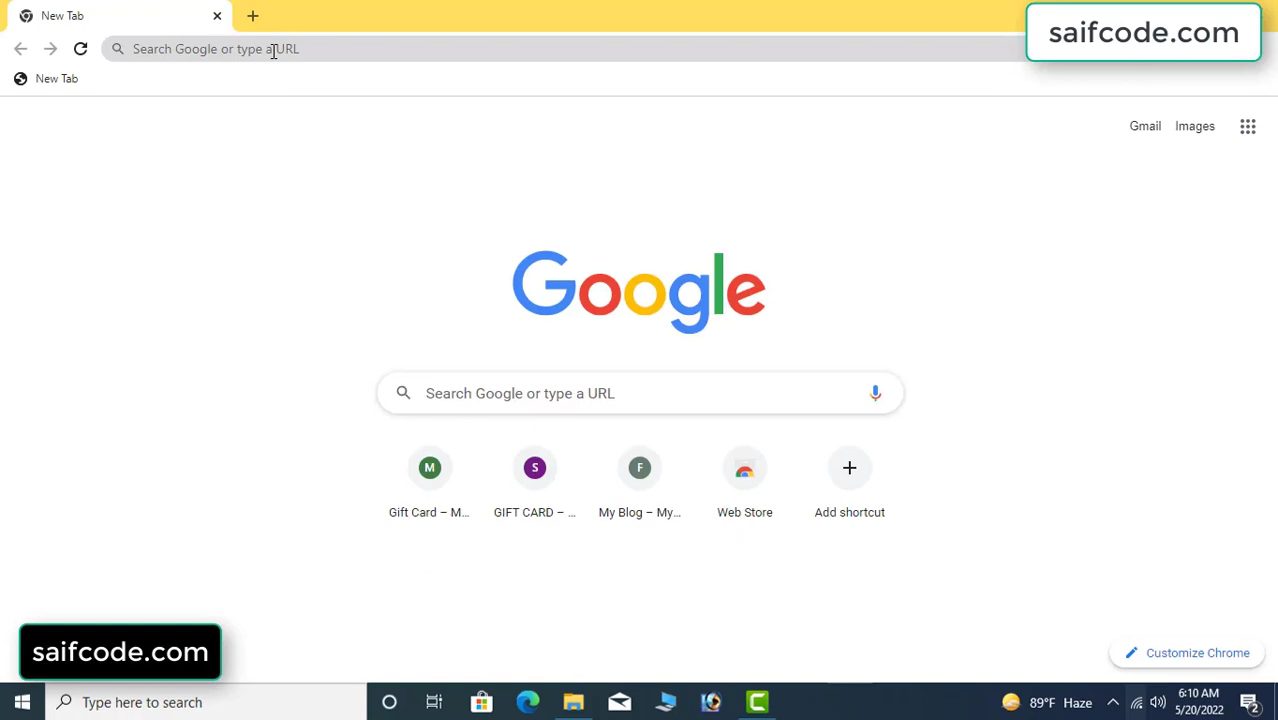 New Tab
saifcode.com
Search Google or type a URL
New Tab
Gmail Images
Google
Search Google or type a URL
M S F
Gift Card – M... GIFT CARD – ... My Blog – My... Web Store Add shortcut
saifcode.com
Customize Chrome
Type here to search
89°F Haze
6:10 AM
5/20/2022
2